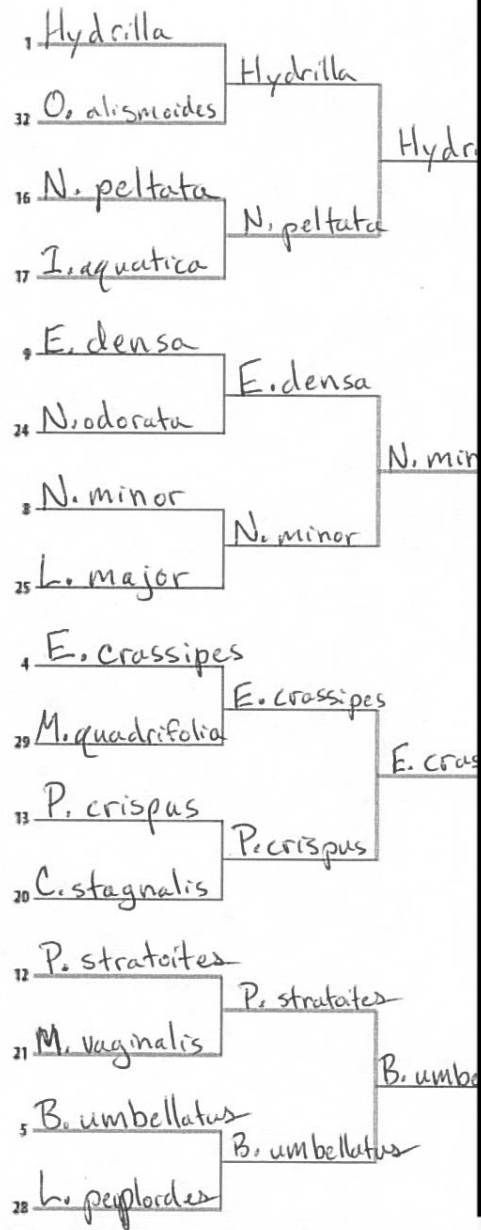 1 Hydrilla
Hydrilla
32 O. alismoides
Hydr
16 N. peltata
N. peltata
17 I. aquatica
9 E. densa
E. densa
24 N. odorata
N. min
8 N. minor
N. minor
25 L. major
4 E. crassipes
E. crassipes
29 M. quadrifolia
E. cras
13 P. crispus
P. crispus
20 C. stagnalis
12 P. stratoites
P. stratoites
21 M. vaginalis
B. umbe
5 B. umbellatus
B. umbellatus
28 L.